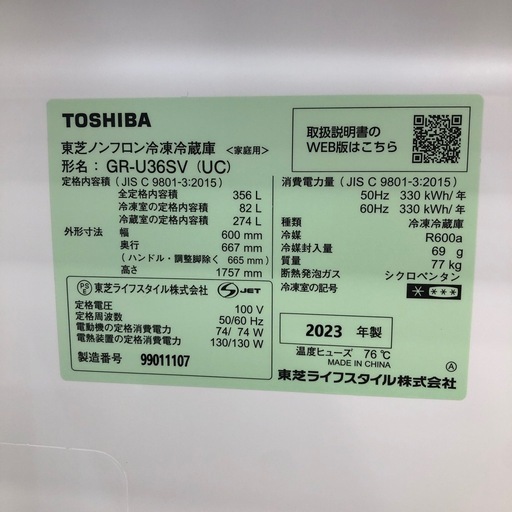 TOSHIBA
東芝ノンフロン冷凍冷蔵庫 <家庭用>
形名: GR-U36SV (UC)
定格内容積 (JIS C 9801-3:2015)
全定格内容積 356 L
冷凍室の定格内容積 82 L
冷蔵室の定格内容積 274 L
外形寸法 幅 600 mm
奥行 667 mm
(ハンドル・調整脚除く 665 mm)
高さ 1757 mm
PS E 東芝ライフスタイル株式会社 S JET
定格電圧 100 V
定格周波数 50/60 Hz
電動機の定格消費電力 74/ 74 W
電熱装置の定格消費電力 130/130 W
製造番号 99011107
取扱説明書の
WEB版はこちら
消費電力量 (JIS C 9801-3:2015)
50Hz 330 kWh/年
60Hz 330 kWh/年
種類 冷凍冷蔵庫
冷媒 R600a
冷媒封入量 69 g
質量 77 kg
断熱発泡ガス シクロペンタン
冷凍室の記号
2023 年製
温度ヒューズ 76℃
MADE IN CHINA
Ⓐ
東芝ライフスタイル株式会社